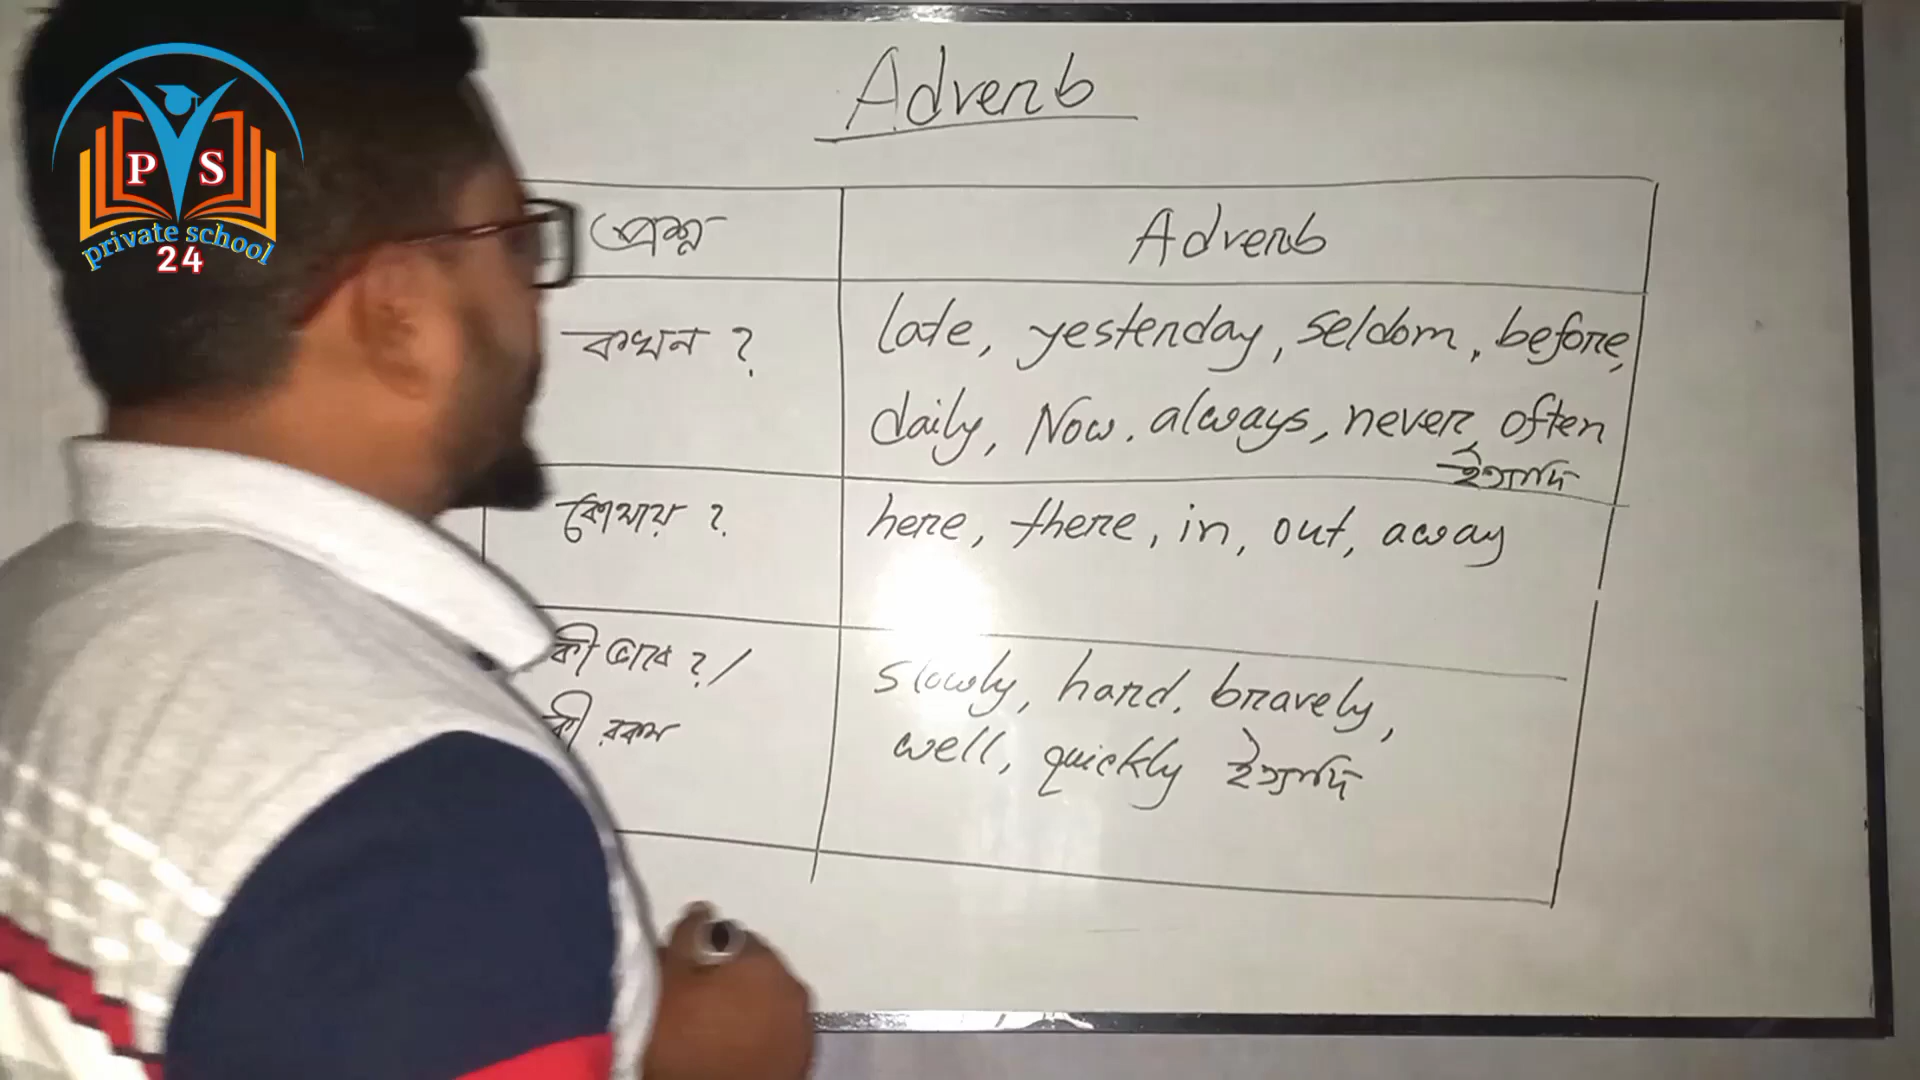 P S
private school
24
Adverb
প্রশ্ন
Adverb
কখন ?
late, yesterday, seldom, before,
daily, Now, always, never, often
ইত্যাদি
কোথায় ?
here, there, in, out, away
কী ভাবে ? /
কী রকম
slowly, hard, bravely,
well, quickly ইত্যাদি